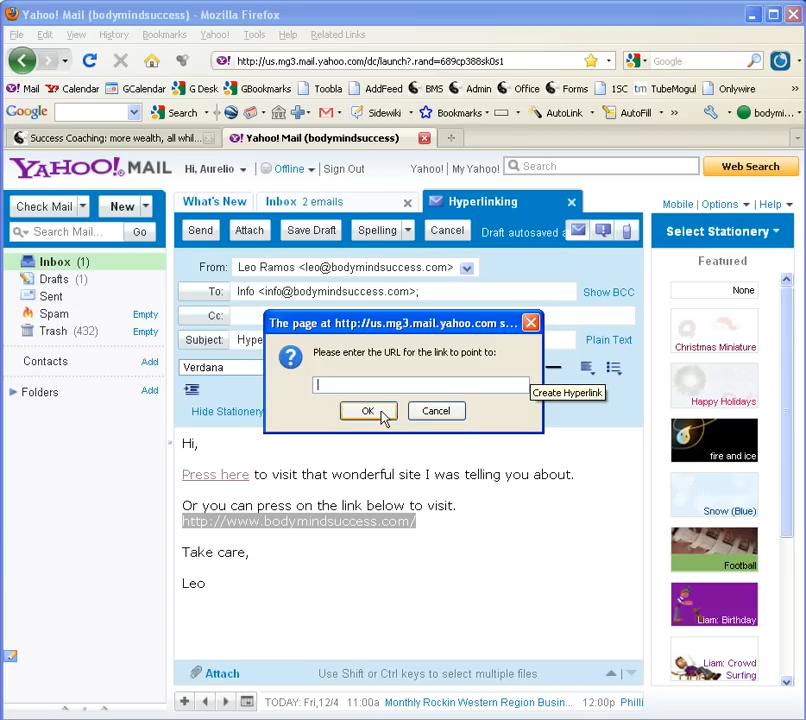 Yahoo! Mail (bodymindsuccess) - Mozilla Firefox
File Edit View History Bookmarks Yahoo! Tools Help Related Links
http://us.mg3.mail.yahoo.com/dc/launch?.rand=689cp388sk0s1 Google
Mail Calendar GCalendar G Desk GBookmarks Toobla AddFeed BMS Office Forms 1SC tm TubeMogul Onlywire
Google Search Sidewiki Bookmarks AutoLink AutoFill bodymi...
Success Coaching: more wealth, all whil... Yahoo! Mail (bodymindsuccess)
YAHOO! MAIL Hi, Aurelio Offline Sign Out Yahoo! My Yahoo! Search Web Search
What's New Inbox 2 emails Hyperlinking Mobile Options Help
Check Mail New
Send Attach Save Draft Spelling Cancel Draft autosaved a
Search Mail... Go
Select Stationery
Inbox (1)
Drafts (1)
Sent
Spam Empty
Trash (432) Empty
Contacts Add
Folders Add
From: Leo Ramos <leo@bodymindsuccess.com>
To: Info <info@bodymindsuccess.com>; Show BCC
Cc:
Subject: Hype Plain Text
Verdana
Hide Stationery
The page at http://us.mg3.mail.yahoo.com s...
Please enter the URL for the link to point to:
OK Cancel
Create Hyperlink
Hi,
Press here to visit that wonderful site I was telling you about.
Or you can press on the link below to visit.
http://www.bodymindsuccess.com/
Take care,
Leo
Attach Use Shift or Ctrl keys to select multiple files
Featured
None
Christmas Miniature
Happy Holidays
fire and ice
Snow (Blue)
Football
Liam: Birthday
Liam: Crowd
Surfing
TODAY: Fri,12/4 11:00a Monthly Rockin Western Region Busin... 12:00p Philli